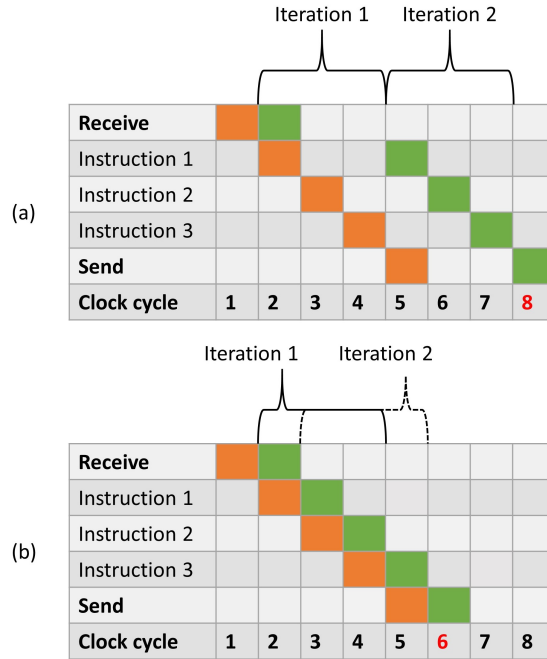 Iteration 1 Iteration 2
Receive
Instruction 1
Instruction 2
(a)
Instruction 3
Send
Clock cycle 1 2 3 4 5 6 7 8
Iteration 1 Iteration 2
Receive
Instruction 1
Instruction 2
(b)
Instruction 3
Send
Clock cycle 1 2 3 4 5 6 7 8